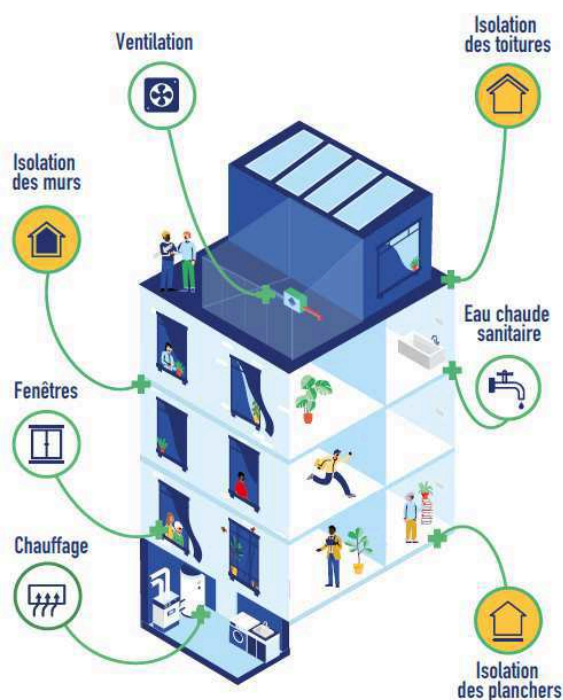 Ventilation
Isolation
des toitures
Isolation
des murs
Eau chaude
sanitaire
Fenêtres
Chauffage
Isolation
des planchers